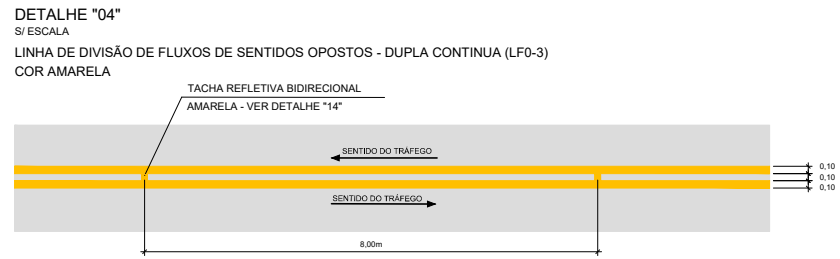 DETALHE "04"
S/ ESCALA
LINHA DE DIVISÃO DE FLUXOS DE SENTIDOS OPOSTOS - DUPLA CONTINUA (LF0-3)
COR AMARELA
TACHA REFLETIVA BIDIRECIONAL
AMARELA - VER DETALHE "14"
SENTIDO DO TRÁFEGO
0,10
0,10
0,10
SENTIDO DO TRÁFEGO
8,00m